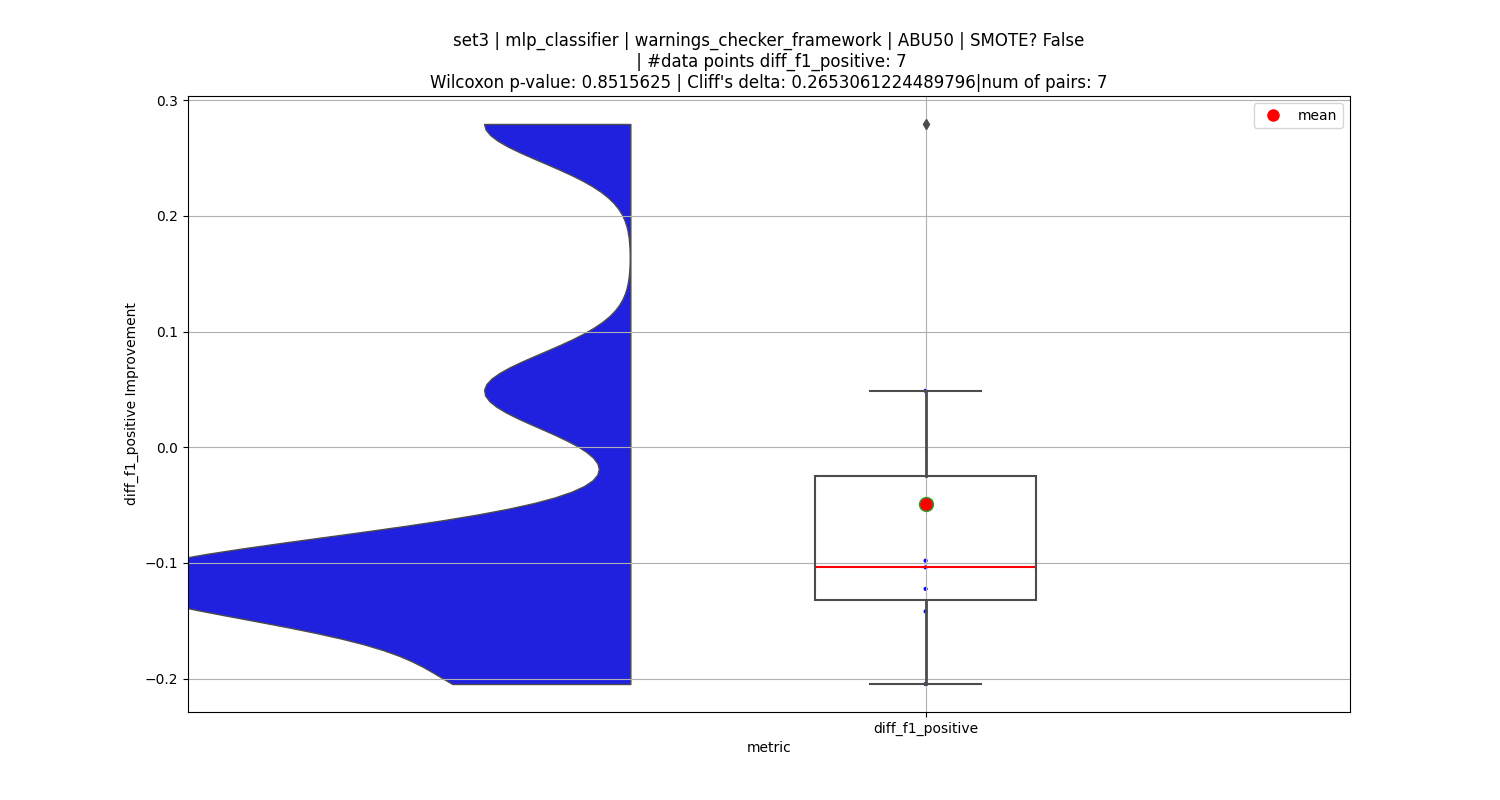 set3 | mlp_classifier | warnings_checker_framework | ABU50 | SMOTE? False
| #data points diff_f1_positive: 7
Wilcoxon p-value: 0.8515625 | Cliff's delta: 0.2653061224489796|num of pairs: 7
mean
0.3
0.2
0.1
0.0
−0.1
−0.2
diff_f1_positive Improvement
diff_f1_positive
metric